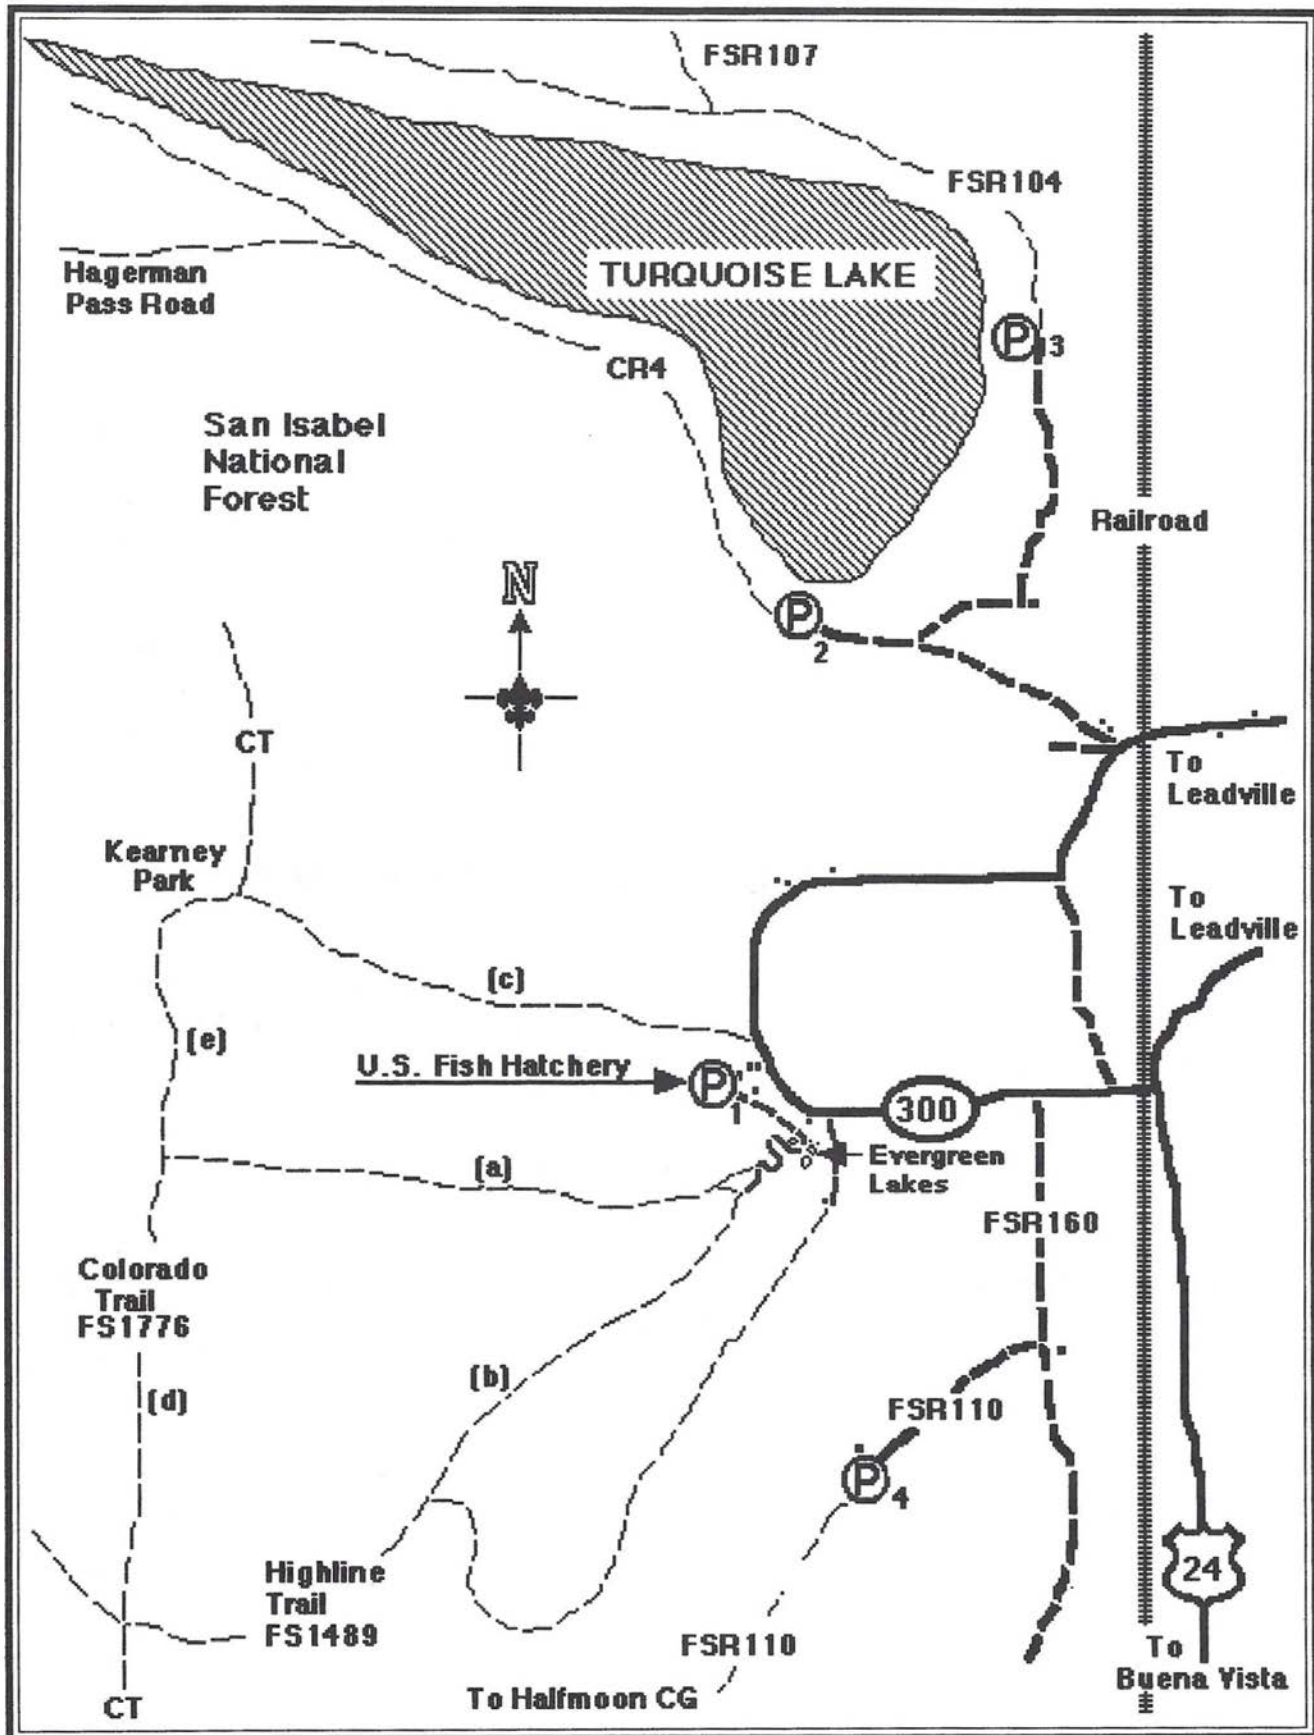 FSR107
FSR104
TURQUOISE LAKE
Hagerman
Pass Road
P
3
CR4
San Isabel
National
Forest
Railroad
N
P
2
CT
To
Leadville
Kearney
Park
To
Leadville
(c)
(e)
U.S. Fish Hatchery
P
1
300
(a)
Evergreen
Lakes
FSR160
Colorado
Trail
FS1776
(b)
(d)
FSR110
P
4
24
Highline
Trail
FS1489
FSR110
To
Buena Vista
To Halfmoon CG
CT